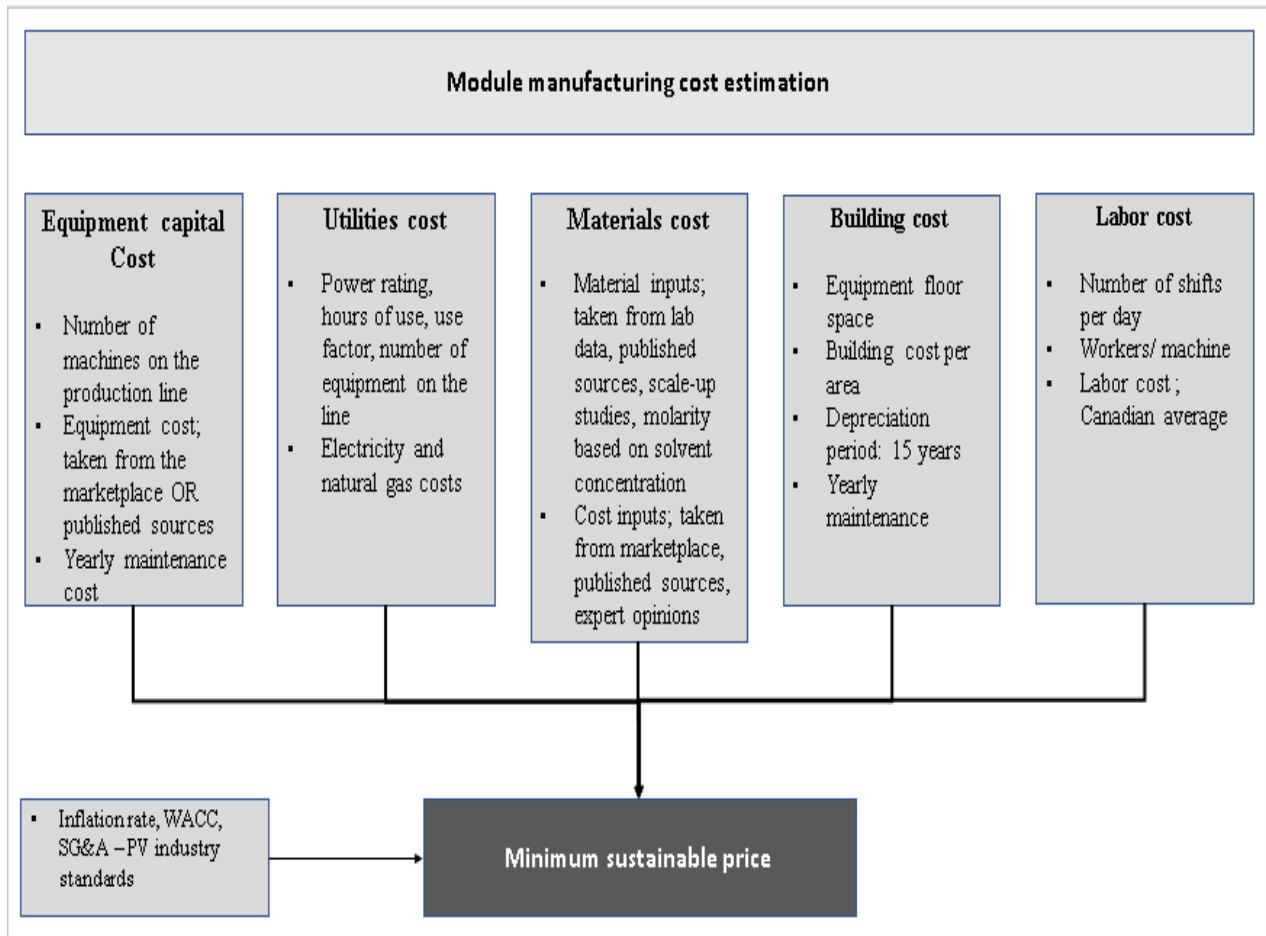 Module manufacturing cost estimation
Equipment capital
Cost
▪ Number of
machines on the
production line
▪ Equipment cost;
taken from the
marketplace OR
published sources
▪ Yearly maintenance
cost
Utilities cost
▪ Power rating,
hours of use, use
factor, number of
equipment on the
line
▪ Electricity and
natural gas costs
Materials cost
▪ Material inputs;
taken from lab
data, published
sources, scale-up
studies, molarity
based on solvent
concentration
▪ Cost inputs; taken
from marketplace,
published sources,
expert opinions
Building cost
▪ Equipment floor
space
▪ Building cost per
area
▪ Depreciation
period: 15 years
▪ Yearly
maintenance
Labor cost
▪ Number of shifts
per day
▪ Workers/ machine
▪ Labor cost ;
Canadian average
▪ Inflation rate, WACC,
SG&A – PV industry
standards
Minimum sustainable price